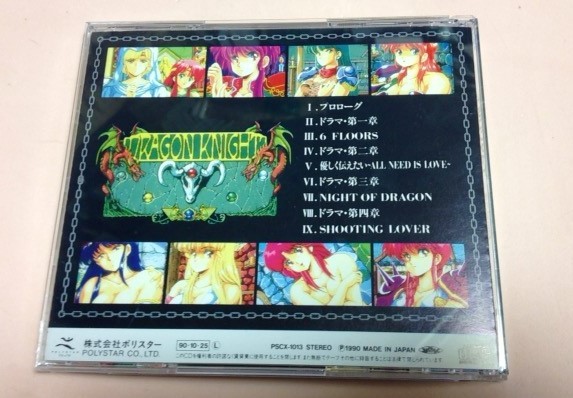 DRAGON KNIGHT
I.プロローグ
II.ドラマ・第一章
III.6 FLOORS
IV.ドラマ・第二章
V.優しく伝えたい-ALL NEED IS LOVE-
VI.ドラマ・第三章
VII.NIGHT OF DRAGON
VIII.ドラマ・第四章
IX.SHOOTING LOVER
株式会社ポリスター
POLYSTAR CO., LTD.
90·10·25 L
PSCX-1013 STEREO Ⓟ1990 MADE IN JAPAN